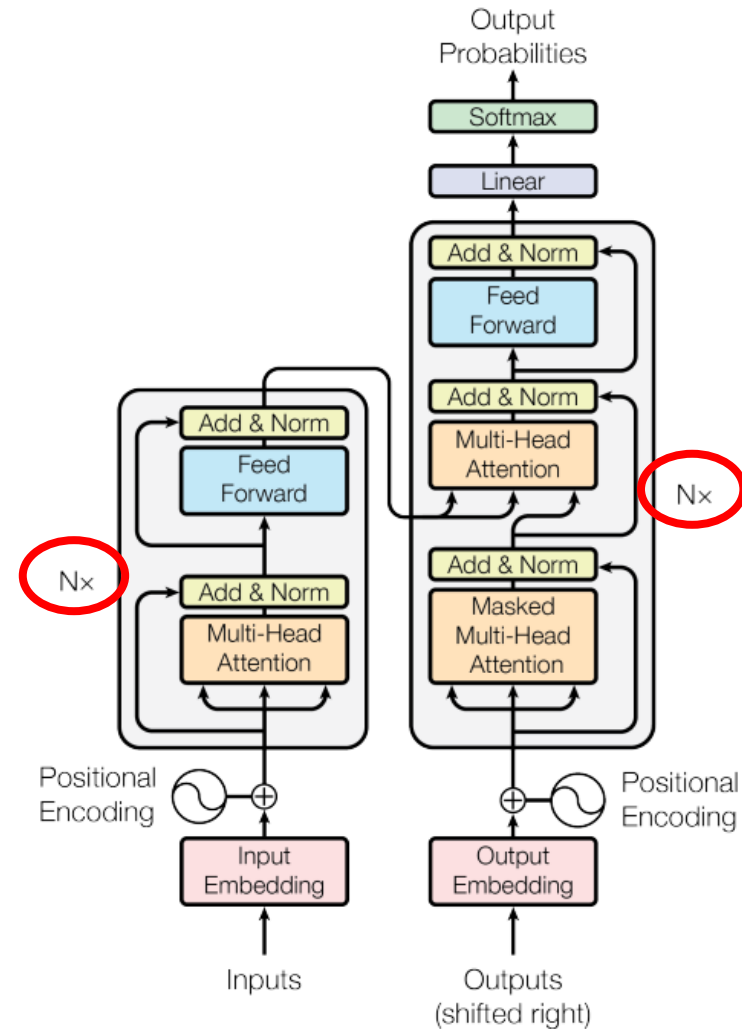 Output
Probabilities
Softmax
Linear
Add & Norm
Feed
Forward
Add & Norm
Multi-Head
Attention
Nx
Add & Norm
Masked
Multi-Head
Attention
Add & Norm
Feed
Forward
Nx
Add & Norm
Multi-Head
Attention
Positional
Encoding
Positional
Encoding
Input
Embedding
Output
Embedding
Inputs
Outputs
(shifted right)